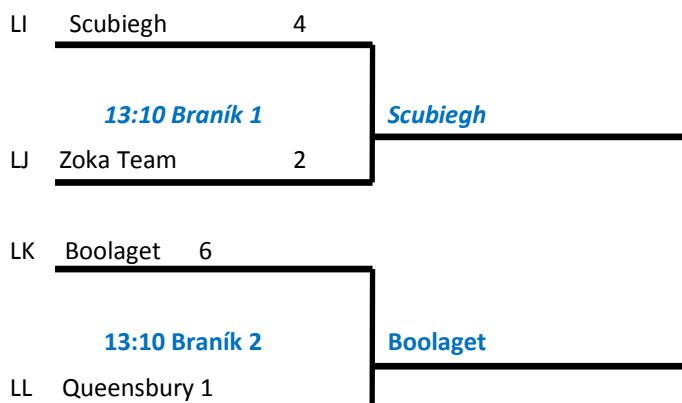 LI Scubiegh 4
13:10 Braník 1 Scubiegh
LJ Zoka Team 2
LK Boolaget 6
13:10 Braník 2 Boolaget
LL Queensbury 1